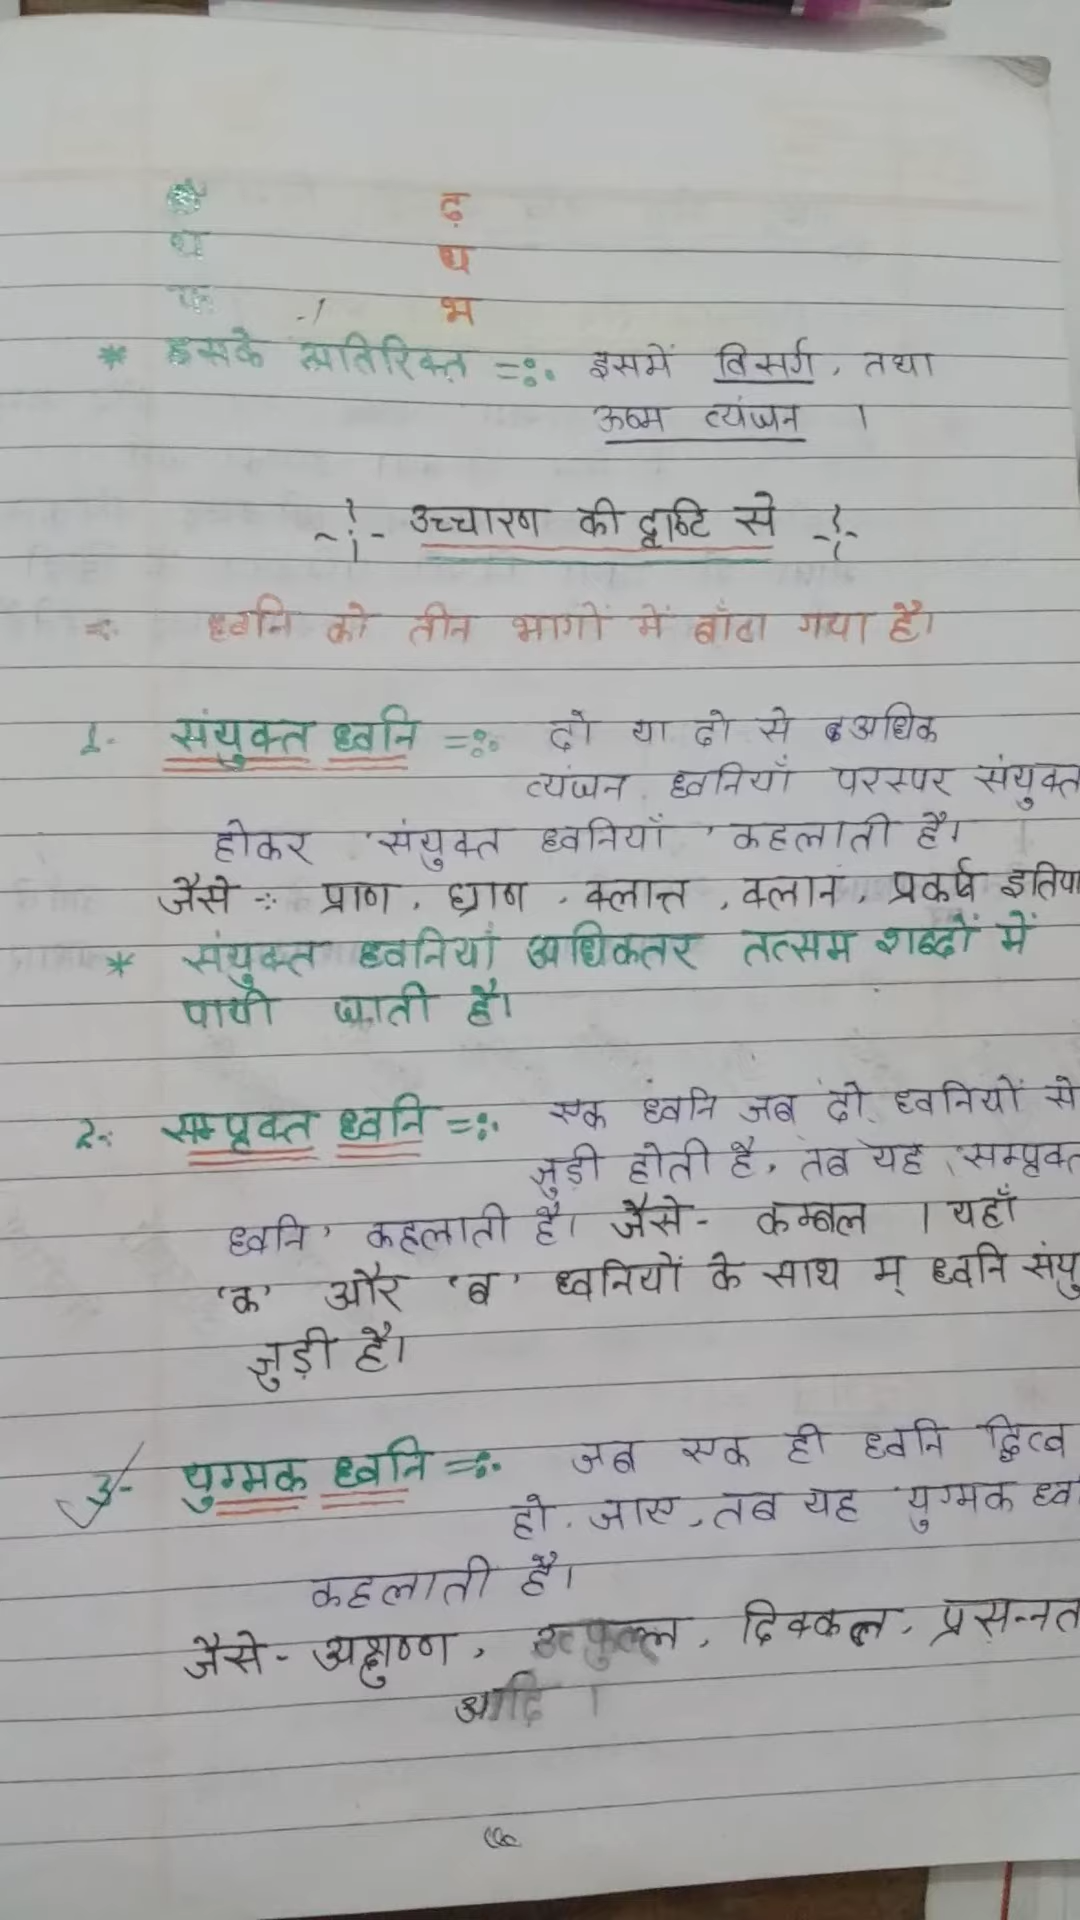 ढ
थ ध
फ भ
* इसके अतिरिक्त =:. इसमें विसर्ग, तथा
ऊष्म व्यंजन ।
-:- उच्चारण की दृष्टि से -:-
ध्वनि को तीन भागों में बाँटा गया है।
1- संयुक्त ध्वनि =:. दो या दो से अधिक
व्यंजन ध्वनियाँ परस्पर संयुक्त
होकर 'संयुक्त ध्वनियाँ' कहलाती है।
जैसे :- प्राण, घ्राण, क्लान्त, क्लान, प्रकर्ष इतिया
* संयुक्त ध्वनियाँ अधिकतर तत्सम शब्दों में
पायी जाती है।
2-: सम्पृक्त ध्वनि =:. एक ध्वनि जब दो ध्वनियों से
जुड़ी होती है, तब यह 'सम्पृक्त
ध्वनि' कहलाती है। जैसे- कम्बल । यहाँ
'क' और 'ब' ध्वनियों के साथ म् ध्वनि संयु
जुड़ी है।
3- युग्मक ध्वनि =:. जब एक ही ध्वनि द्वित्व
हो जाए, तब यह युग्मक ध्व
कहलाती है।
जैसे- अक्षुण्ण, उत्फुल्ल, दिक्कत, प्रसन्नत
आदि ।